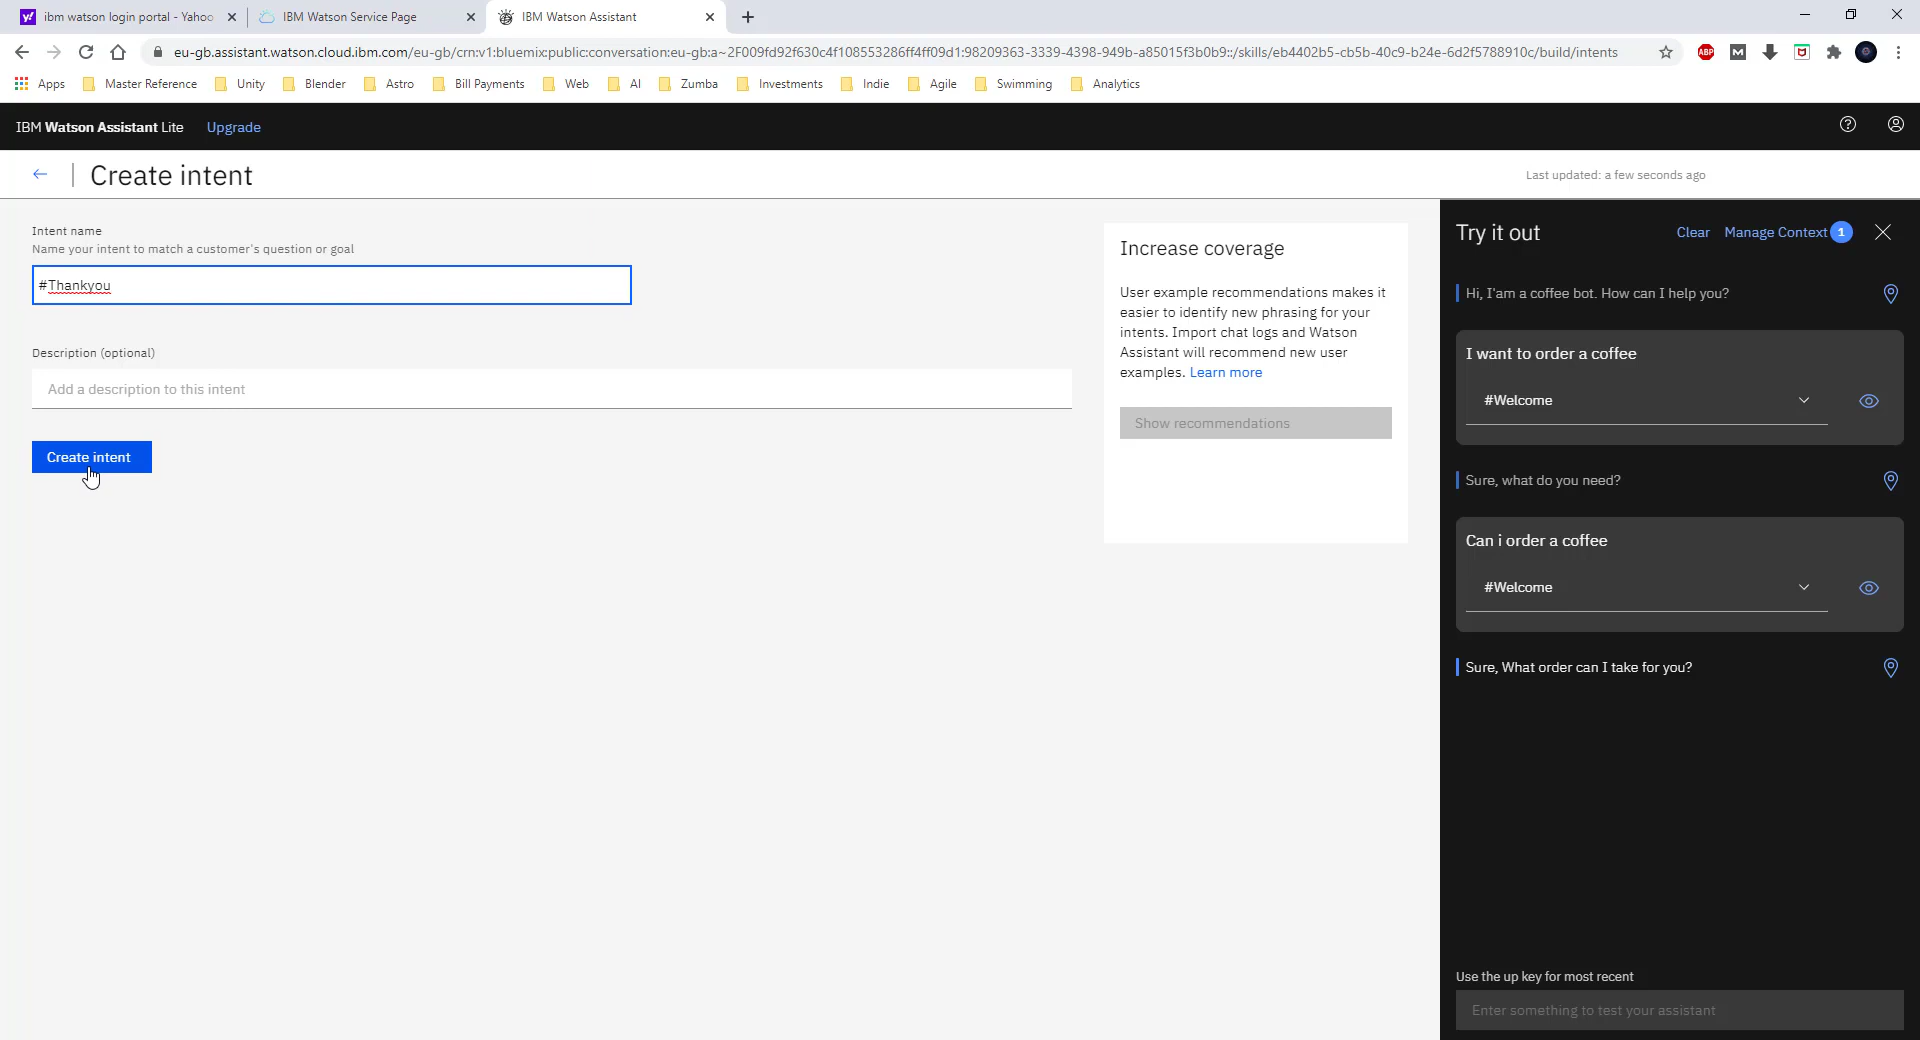 ibm watson login portal - Yahoo
IBM Watson Service Page
IBM Watson Assistant
eu-gb.assistant.watson.cloud.ibm.com/eu-gb/crn:v1:bluemix:public:conversation:eu-gb:a~2F009fd92f630c4f108553286ff4ff09d1:98209363-3339-4398-949b-a85015f3b0b9::/skills/eb4402b5-cb5b-40c9-b24e-6d2f5788910c/build/intents
ABP
Apps
Master Reference
Unity
Blender
Astro
Bill Payments
Web
AI
Zumba
Investments
Indie
Agile
Swimming
Analytics
IBM Watson Assistant Lite
Upgrade
Create intent
Last updated: a few seconds ago
Intent name
Name your intent to match a customer's question or goal
#Thankyou
Description (optional)
Add a description to this intent
Create intent
Increase coverage
User example recommendations makes it
easier to identify new phrasing for your
intents. Import chat logs and Watson
Assistant will recommend new user
examples. Learn more
Show recommendations
Try it out
Clear
Manage Context 1
Hi, I'am a coffee bot. How can I help you?
I want to order a coffee
#Welcome
Sure, what do you need?
Can i order a coffee
#Welcome
Sure, What order can I take for you?
Use the up key for most recent
Enter something to test your assistant